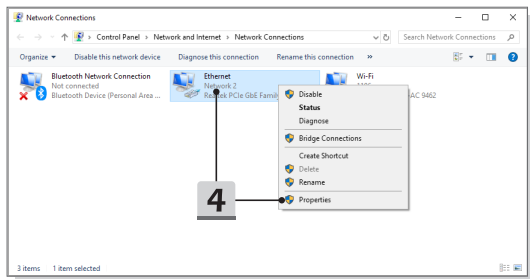 Network Connections
Control Panel > Network and Internet > Network Connections
Search Network Connections
Organize
Disable this network device
Diagnose this connection
Rename this connection
»
Bluetooth Network Connection
Not connected
Bluetooth Device (Personal Area ...
Ethernet
Network 2
Realtek PCIe GbE Family
Wi-Fi
AC 9462
Disable
Status
Diagnose
Bridge Connections
Create Shortcut
Delete
Rename
Properties
4
3 items
1 item selected